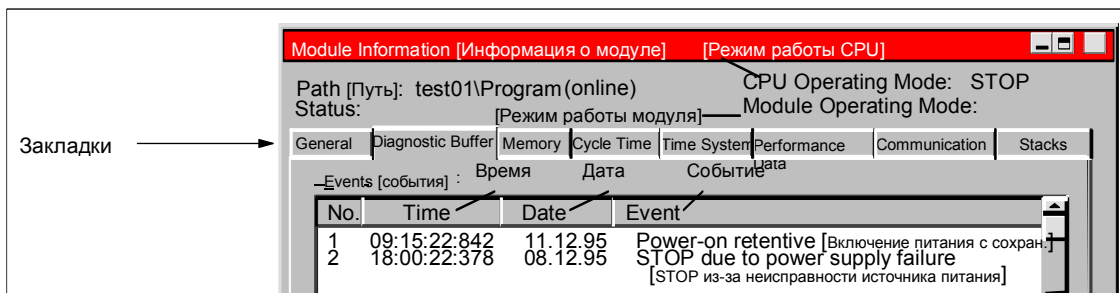 Module Information [Информация о модуле] [Режим работы CPU]
Path [Путь]: test01\Program (online) CPU Operating Mode: STOP
Status: [Режим работы модуля] Module Operating Mode:
Закладки
General Diagnostic Buffer Memory Cycle Time Time System Performance Data Communication Stacks
Events [события] : Время Дата Событие
No. Time Date Event
1 09:15:22:842 11.12.95 Power-on retentive [Включение питания с сохран.]
2 18:00:22:378 08.12.95 STOP due to power supply failure
[STOP из-за неисправности источника питания]